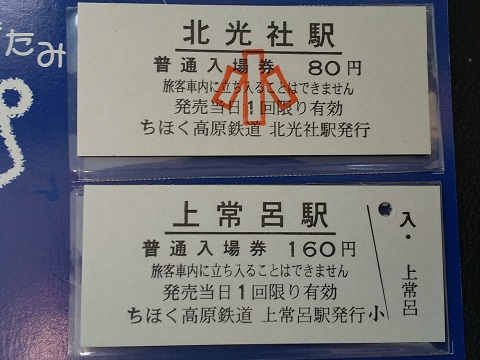 たみ
北光社駅
普通入場券 80円
旅客車内に立ち入ることはできません
発売当日1回限り有効
ちほく高原鉄道 北光社駅発行
小
上常呂駅
普通入場券 160円
旅客車内に立ち入ることはできません
発売当日1回限り有効
ちほく高原鉄道 上常呂駅発行
小
入・上常呂